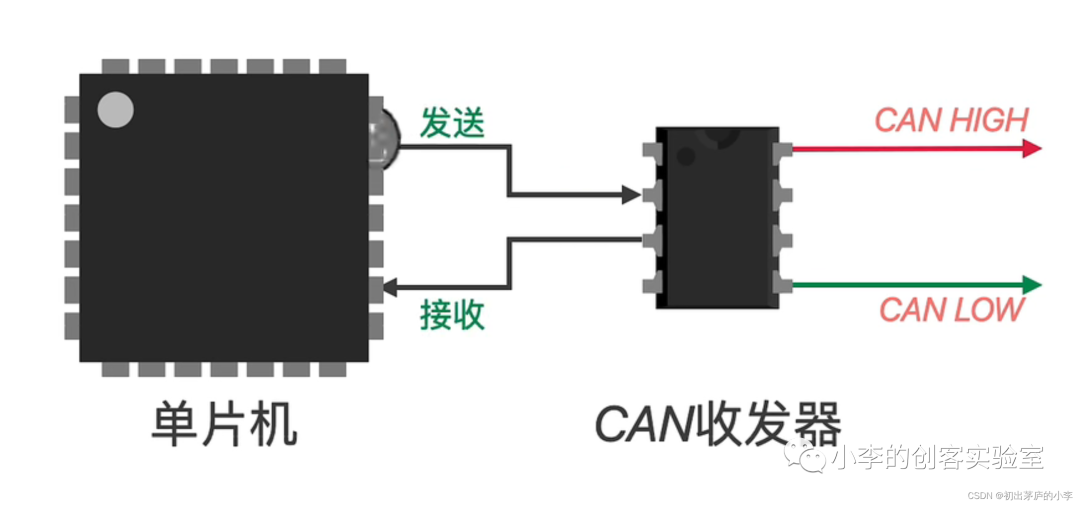 发送
CAN HIGH
接收
CAN LOW
单片机
CAN收发器
小李的创客实验室
CSDN @初出茅庐的小李